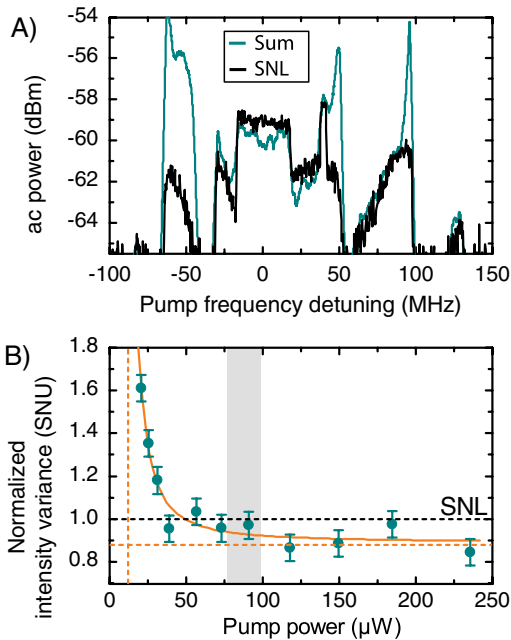 A)
-54
-56
-58
-60
-62
-64
ac power (dBm)
Sum
SNL
-100 -50 0 50 100 150
Pump frequency detuning (MHz)
B)
1.8
1.6
1.4
1.2
1.0
0.8
Normalized
intensity variance (SNU)
SNL
0 50 100 150 200 250
Pump power (µW)